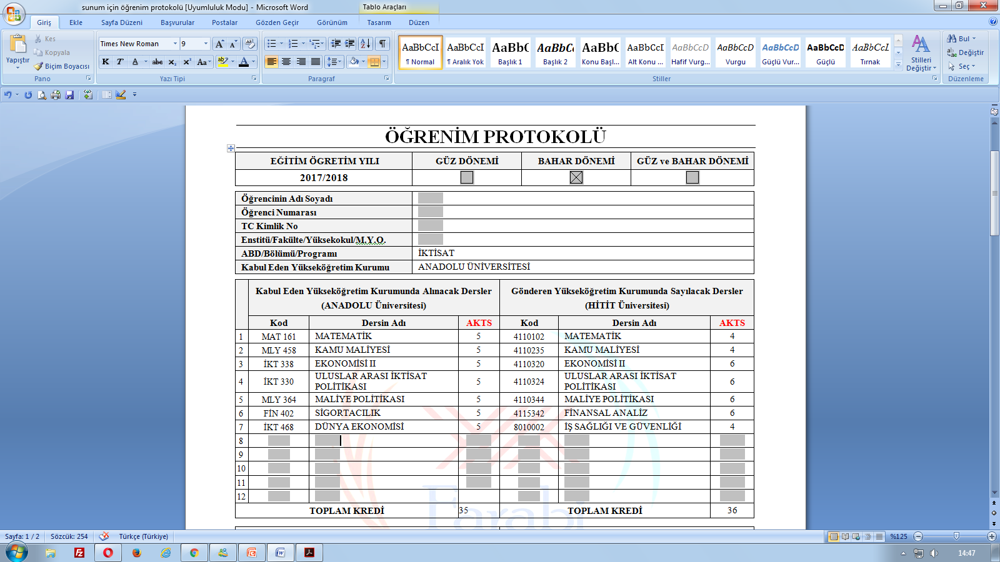 sunum için öğrenim protokolü [Uyumluluk Modu] - Microsoft Word
Tablo Araçları
Giriş Ekle Sayfa Düzeni Başvurular Postalar Gözden Geçir Görünüm Tasarım Düzen
Yapıştır
Kes
Kopyala
Biçim Boyacısı
Pano
Times New Roman 9
K T A abc x₂ x² Aa
Yazı Tipi
Paragraf
AaBbCcI AaBbCcI AaBbC AaBbCc AaBbCc AaBbCcI AaBbCcD AaBbCcD AaBbCcD AaBbCcD AaBbCcI
¶ Normal ¶ Aralık Yok Başlık 1 Başlık 2 Konu Başl... Alt Konu ... Hafif Vurg... Vurgu Güçlü Vur... Güçlü Tırnak
Stilleri Değiştir
Stiller
Bul
Değiştir
Seç
Düzenleme
ÖĞRENİM PROTOKOLÜ
EĞİTİM ÖGRETİM YILI GÜZ DÖNEMİ BAHAR DÖNEMİ GÜZ ve BAHAR DÖNEMİ
2017/2018
Öğrencinin Adı Soyadı
Öğrenci Numarası
TC Kimlik No
Enstitü/Fakülte/Yüksekokul/M.Y.O.
ABD/Bölümü/Programı İKTİSAT
Kabul Eden Yükseköğretim Kurumu ANADOLU ÜNİVERSİTESİ
Kabul Eden Yükseköğretim Kurumunda Alınacak Dersler
(ANADOLU Üniversitesi)
Gönderen Yükseköğretim Kurumunda Sayılacak Dersler
(HİTİT Üniversitesi)
Kod Dersin Adı AKTS Kod Dersin Adı AKTS
1 MAT 161 MATEMATİK 5 4110102 MATEMATİK 4
2 MLY 458 KAMU MALİYESİ 5 4110235 KAMU MALİYESİ 4
3 İKT 338 EKONOMİSİ II 5 4110320 EKONOMİSİ II 6
4 İKT 330 ULUSLAR ARASI İKTİSAT POLİTİKASI 5 4110324 ULUSLAR ARASI İKTİSAT POLİTİKASI 6
5 MLY 364 MALİYE POLİTİKASI 5 4110344 MALİYE POLİTİKASI 6
6 FİN 402 SİGORTACILIK 5 4115342 FİNANSAL ANALİZ 6
7 İKT 468 DÜNYA EKONOMİSİ 5 8010002 İŞ SAĞLIĞI VE GÜVENLİĞİ 4
8
9
10
11
12
TOPLAM KREDİ 35 TOPLAM KREDİ 36
Farabi
Sayfa: 1 / 2 Sözcük: 254 Türkçe (Türkiye) %125
14:47